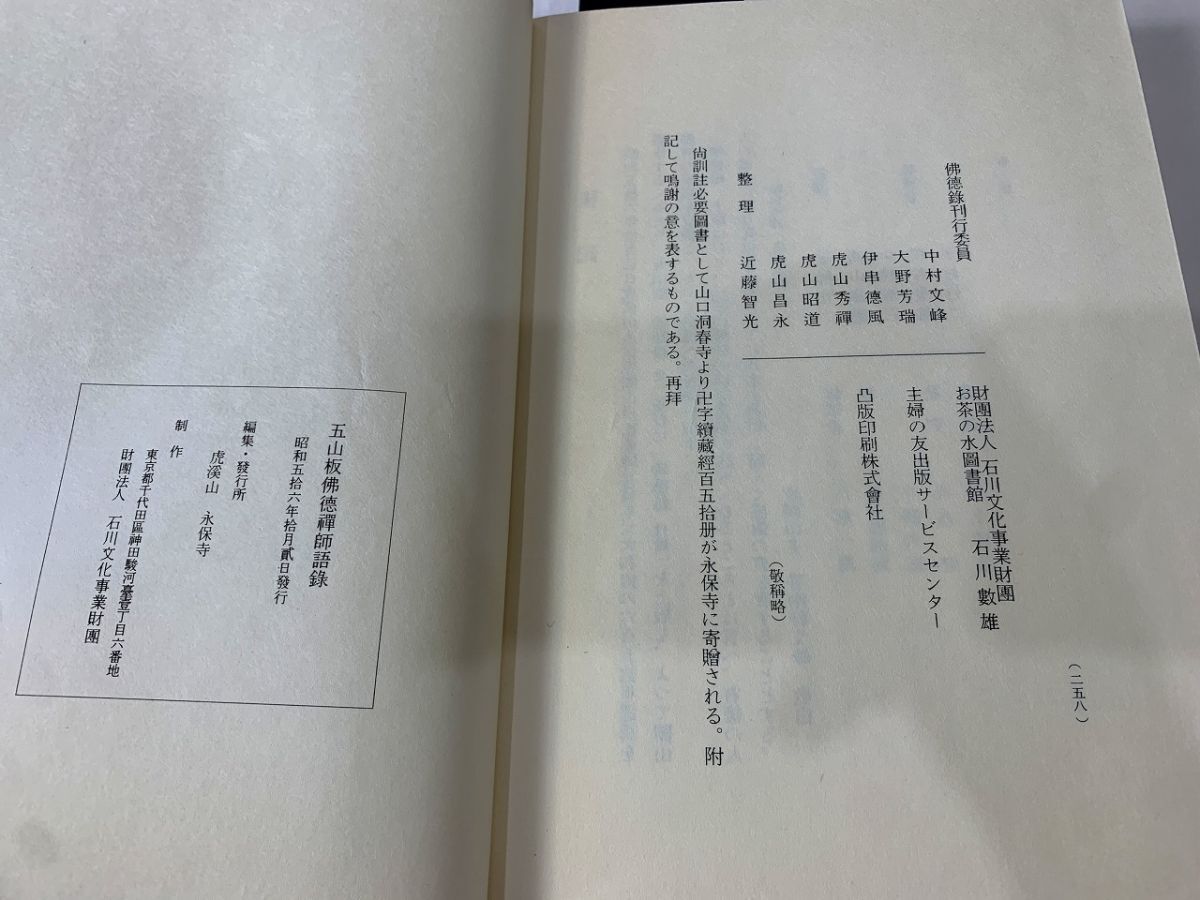 (二五八)
佛德錄刊行委員
中村文峰
大野芳瑞
伊串德風
虎山秀禪
虎山昭道
虎山昌永
整理 近藤智光
財團法人 石川文化事業財團
お茶の水圖書館 石川數雄
主婦の友出版サービスセンター
凸版印刷株式會社
(敬稱略)
尙訓註必要圖書として山口洞春寺より卍字續藏經百五拾册が永保寺に寄贈される。附
記して鳴謝の意を表するものである。再拜
五山板佛德禪師語錄
昭和五拾六年拾月貳日發行
編集・發行所
虎溪山 永保寺
制作
東京都千代田區神田駿河臺壹丁目六番地
財團法人 石川文化事業財團